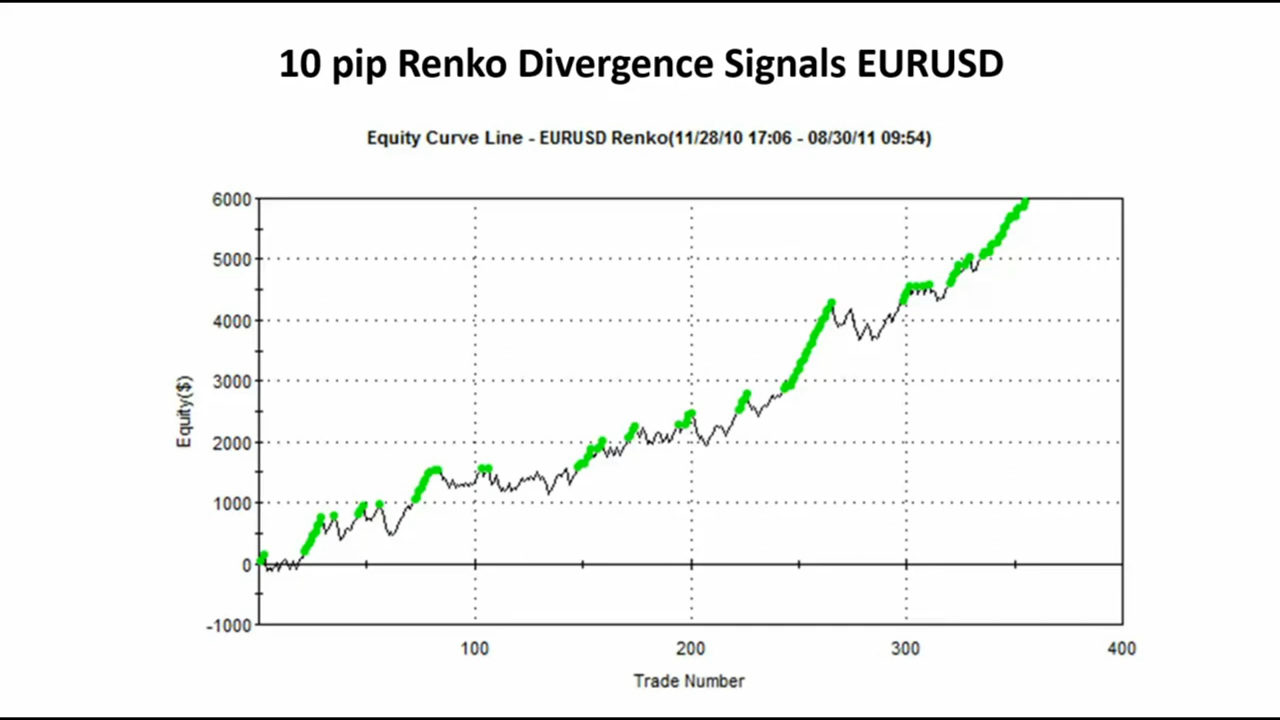 10 pip Renko Divergence Signals EURUSD
Equity Curve Line - EURUSD Renko(11/28/10 17:06 - 08/30/11 09:54)
6000
5000
4000
3000
2000
1000
0
-1000
Equity($)
100 200 300 400
Trade Number